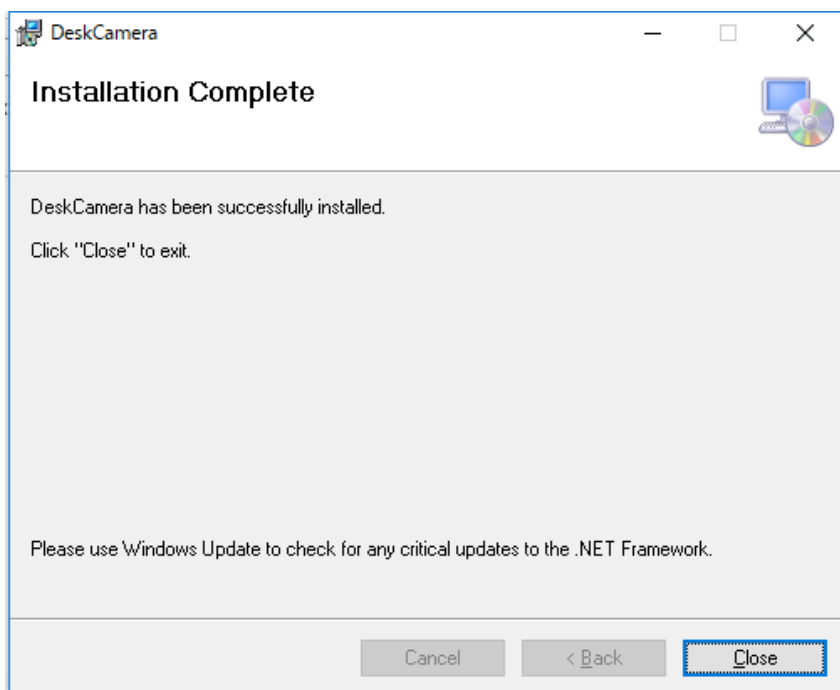 DeskCamera
Installation Complete
DeskCamera has been successfully installed.
Click "Close" to exit.
Please use Windows Update to check for any critical updates to the .NET Framework.
Cancel
< Back
Close